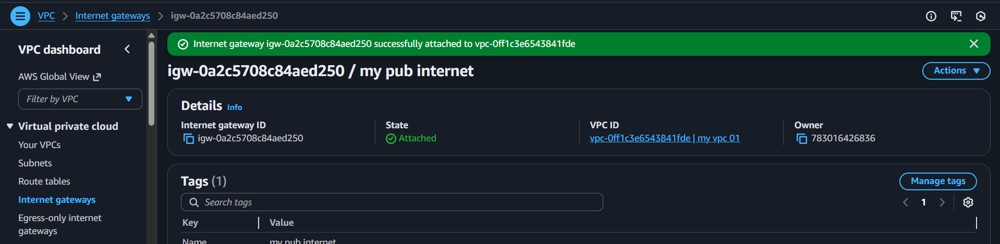 VPC > Internet gateways > igw-0a2c5708c84aed250
VPC dashboard
AWS Global View
Filter by VPC
Virtual private cloud
Your VPCs
Subnets
Route tables
Internet gateways
Egress-only internet
gateways
Internet gateway igw-0a2c5708c84aed250 successfully attached to vpc-0ff1c3e6543841fde
igw-0a2c5708c84aed250 / my pub internet
Actions
Details Info
Internet gateway ID
igw-0a2c5708c84aed250
State
Attached
VPC ID
vpc-0ff1c3e6543841fde | my vpc 01
Owner
783016426836
Tags (1)
Manage tags
Search tags
1
Key Value
Name my pub internet